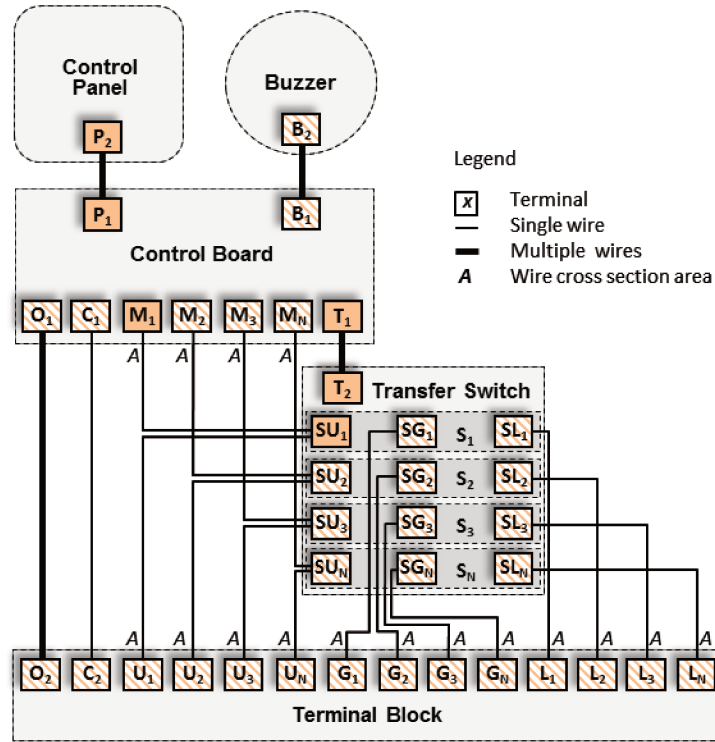 Control
Panel
Buzzer
P2
B2
Legend
x Terminal
Single wire
Multiple wires
A Wire cross section area
P1
B1
Control Board
O1 C1 M1 M2 M3 MN T1
A A A A
T2 Transfer Switch
SU1 SG1 S1 SL1
SU2 SG2 S2 SL2
SU3 SG3 S3 SL3
SUN SGN SN SLN
A A A A A A A A A A A A
O2 C2 U1 U2 U3 UN G1 G2 G3 GN L1 L2 L3 LN
Terminal Block